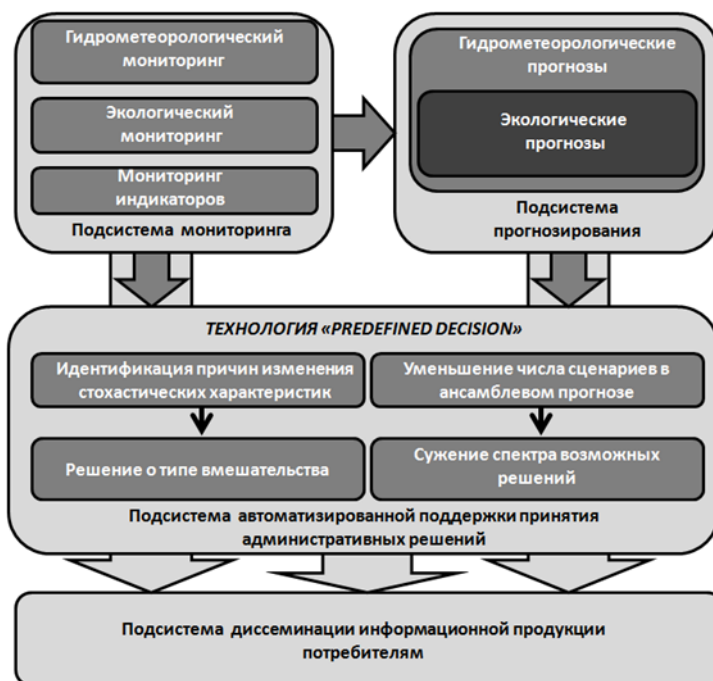 Гидрометеорологический
мониторинг
Экологический
мониторинг
Мониторинг
индикаторов
Подсистема мониторинга
Гидрометеорологические
прогнозы
Экологические
прогнозы
Подсистема
прогнозирования
ТЕХНОЛОГИЯ «PREDEFINED DECISION»
Идентификация причин изменения
стохастических характеристик
Уменьшение числа сценариев в
ансамблевом прогнозе
Решение о типе вмешательства
Сужение спектра возможных
решений
Подсистема автоматизированной поддержки принятия
административных решений
Подсистема диссеминации информационной продукции
потребителям